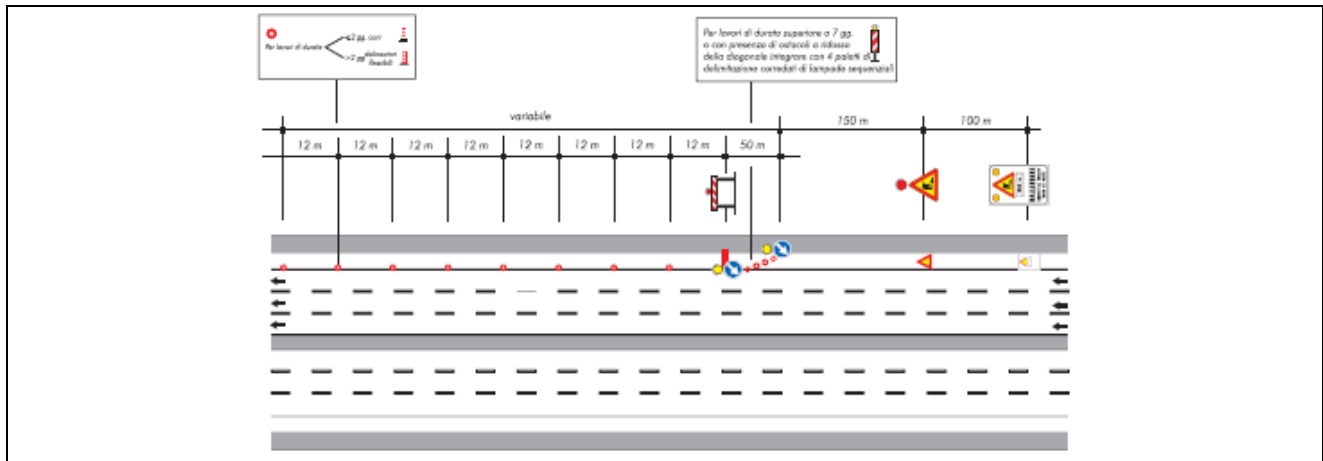 Per lavori di durata
≤2 gg. coni
>2 gg. delineatori
flessibili
Per lavori di durata superiore a 7 gg.
o con presenza di ostacoli a ridosso
della diagonale integrare con 4 paletti di
delimitazione corredati di lampade sequenziali
variabile
150 m
100 m
12 m
12 m
12 m
12 m
12 m
12 m
12 m
12 m
50 m